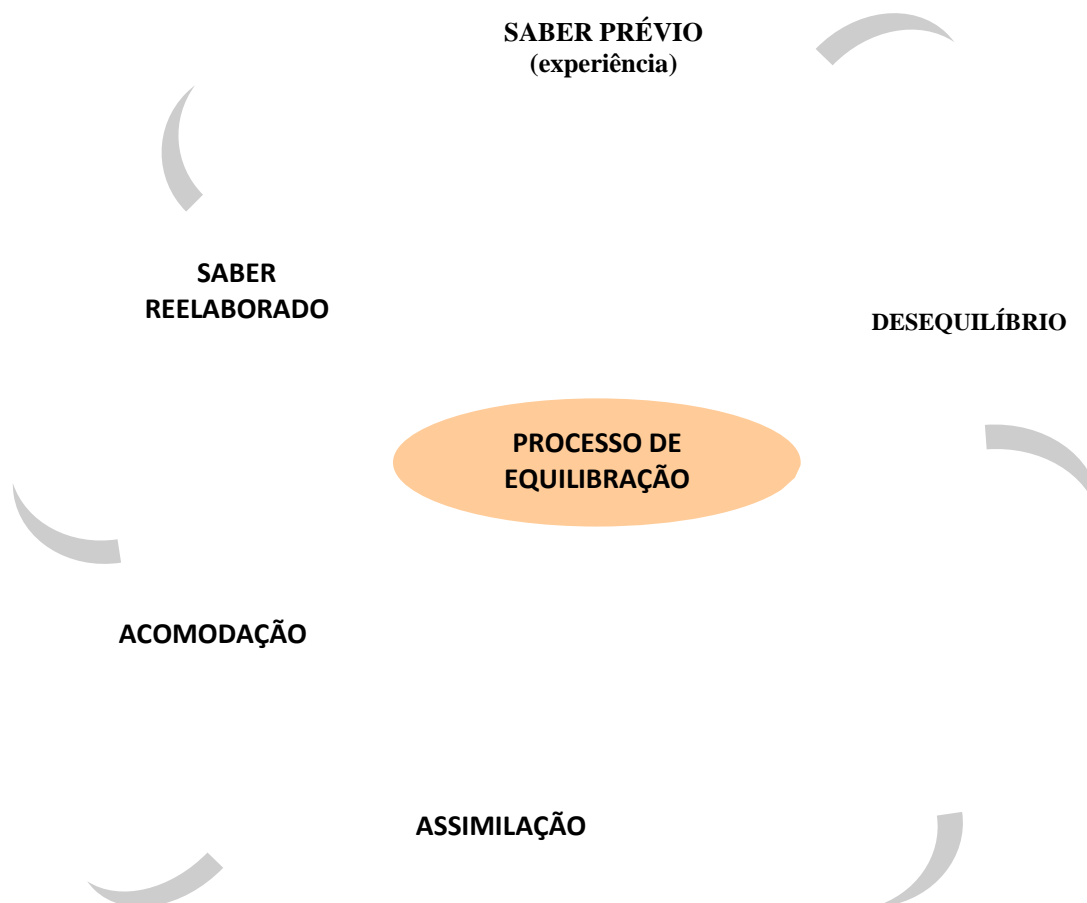 SABER PRÉVIO
(experiência)
SABER
REELABORADO
DESEQUILÍBRIO
PROCESSO DE
EQUILIBRAÇÃO
ACOMODAÇÃO
ASSIMILAÇÃO